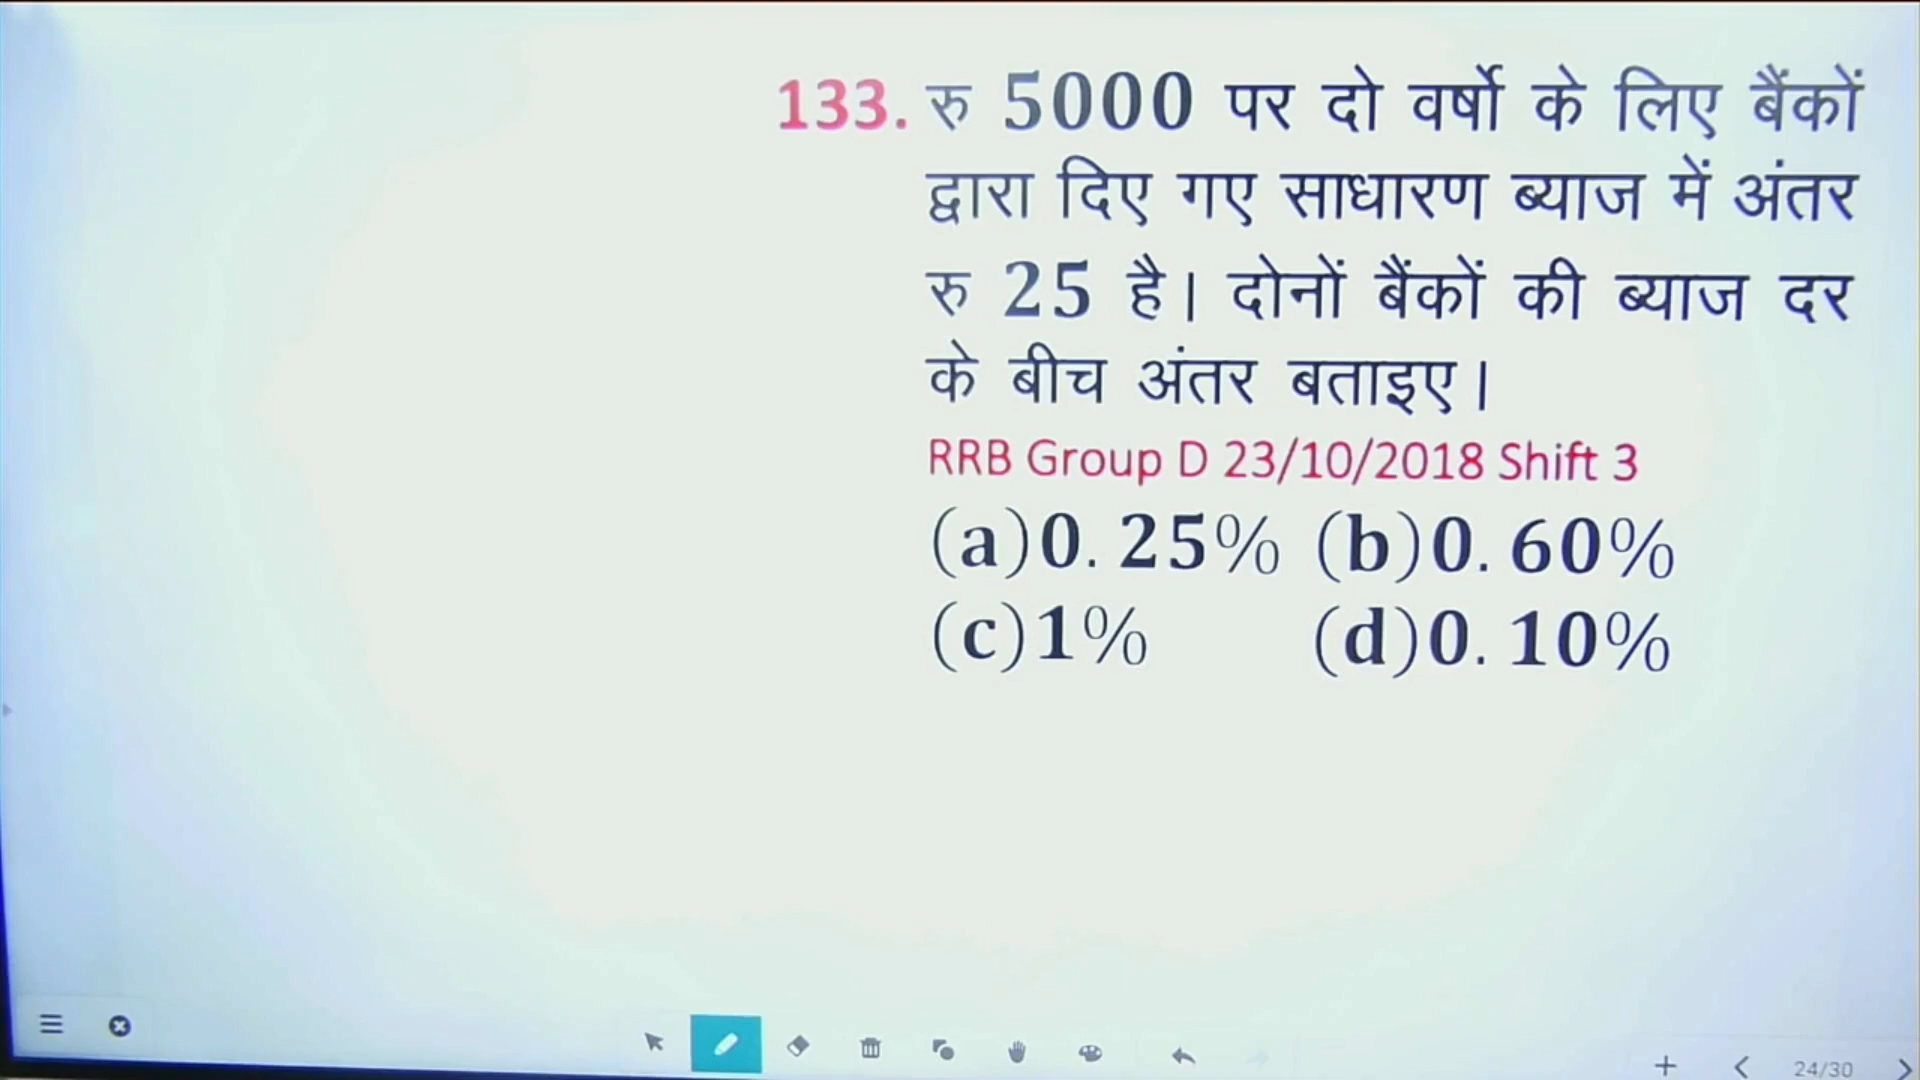 133. रु 5000 पर दो वर्षो के लिए बैंकों
द्वारा दिए गए साधारण ब्याज में अंतर
रु 25 है। दोनों बैंकों की ब्याज दर
के बीच अंतर बताइए।
RRB Group D 23/10/2018 Shift 3
(a)0. 25% (b)0. 60%
(c)1% (d)0. 10%
24/30